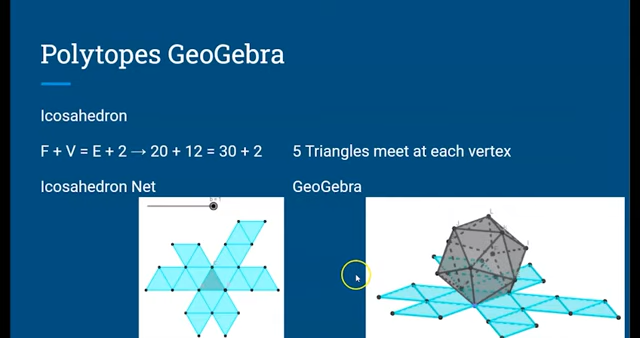 Polytopes GeoGebra
Icosahedron
F + V = E + 2 → 20 + 12 = 30 + 2
5 Triangles meet at each vertex
Icosahedron Net
GeoGebra